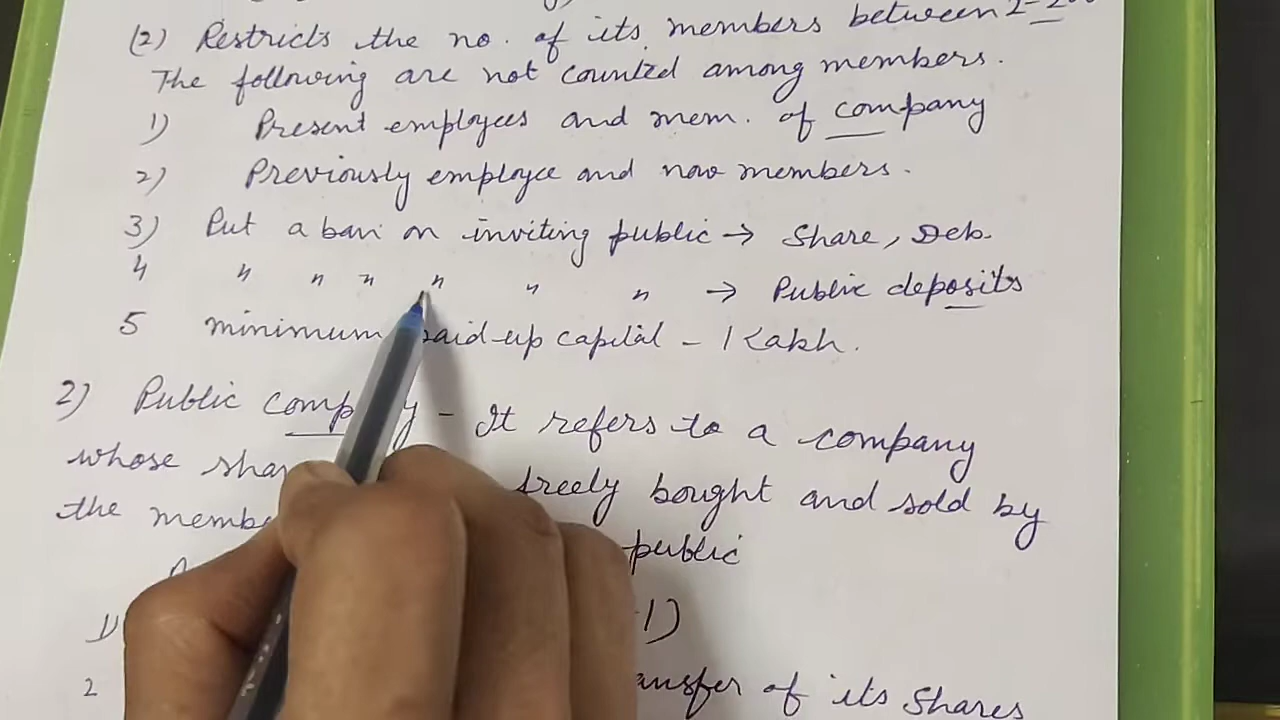 (2) Restricts the no. of its members between 2-200
The following are not counted among members.
1) Present employees and mem. of company
2) Previously employee and now members.
3) Put a ban on inviting public → Share, Deb.
4 " " " " " " → Public deposits
5 minimum paid-up capital - 1 Lakh.
2) Public company - It refers to a company
whose freely bought and sold by
the public
1)
2 of its Shares